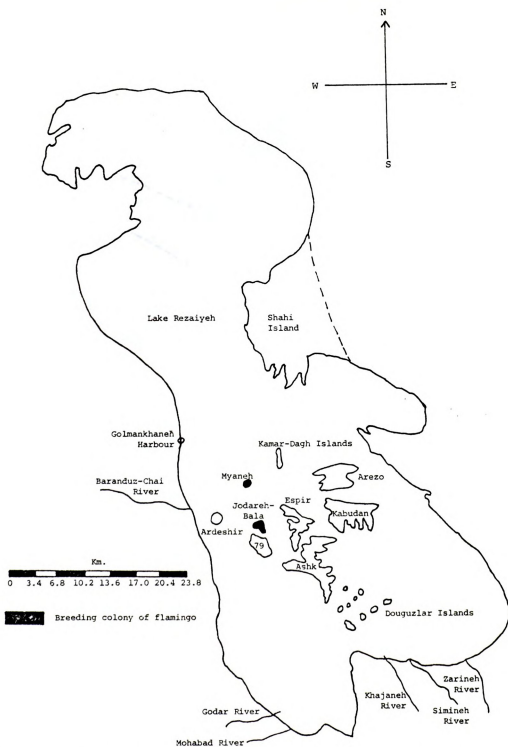 N
W
E
S
Lake Rezaiyeh
Shahi
Island
Golmankhaneh
Harbour
Kamar-Dagh Islands
Myaneh
Arezo
Baranduz-Chai
River
Espir
Jodareh-
Bala
Kabudan
Ardeshir
79
Ashk
Km.
0 3.4 6.8 10.2 13.6 17.0 20.4 23.8
Breeding colony of flamingo
Douguzlar Islands
Zarineh
River
Khajaneh
River
Simineh
River
Godar River
Mohabad River